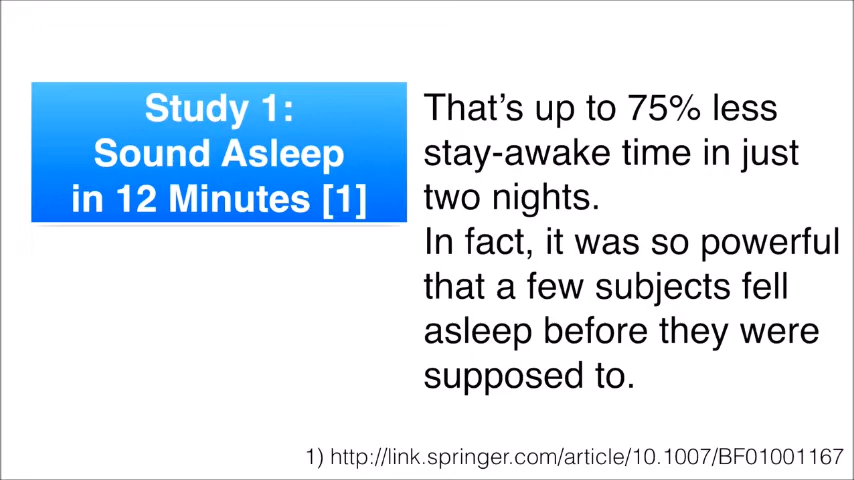 Study 1:
Sound Asleep
in 12 Minutes [1]
That's up to 75% less
stay-awake time in just
two nights.
In fact, it was so powerful
that a few subjects fell
asleep before they were
supposed to.
1) http://link.springer.com/article/10.1007/BF01001167